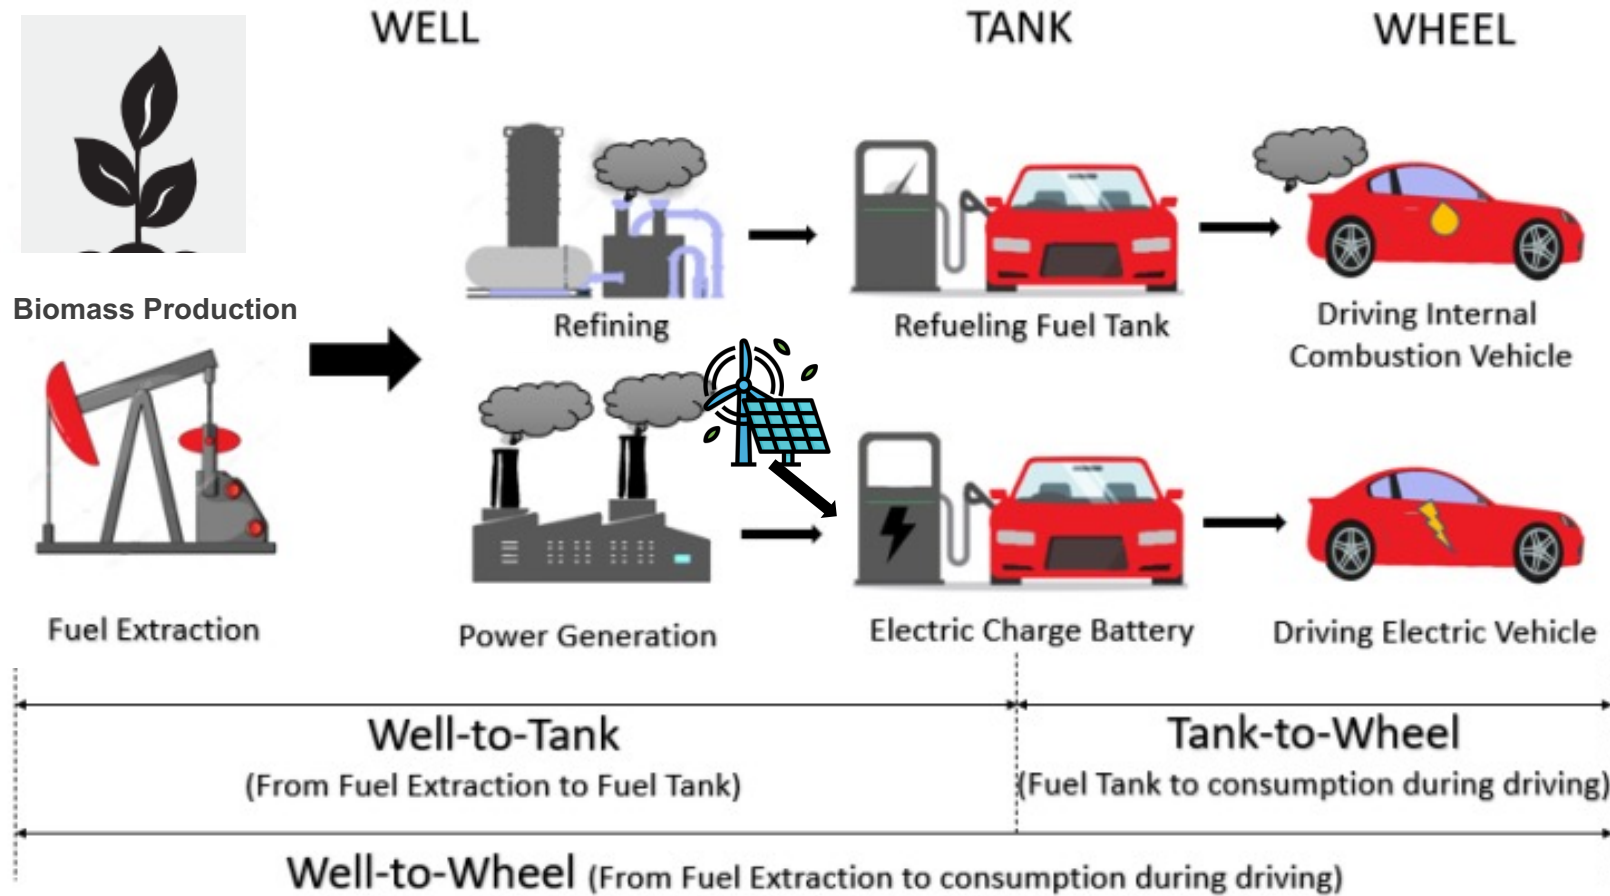 WELL
TANK
WHEEL
Biomass Production
Refining
Refueling Fuel Tank
Driving Internal
Combustion Vehicle
Fuel Extraction
Power Generation
Electric Charge Battery
Driving Electric Vehicle
Well-to-Tank
(From Fuel Extraction to Fuel Tank)
Tank-to-Wheel
(Fuel Tank to consumption during driving)
Well-to-Wheel (From Fuel Extraction to consumption during driving)